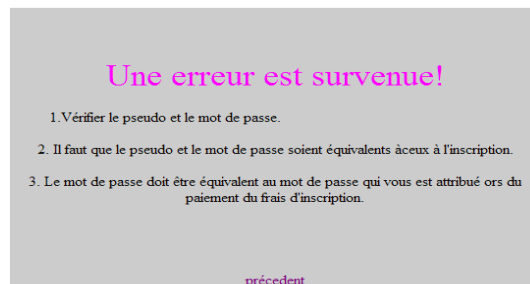 Une erreur est survenue!
1.Vérifier le pseudo et le mot de passe.
2. Il faut que le pseudo et le mot de passe soient équivalents àceux à l'inscription.
3. Le mot de passe doit être équivalent au mot de passe qui vous est attribué ors du
paiement du frais d'inscription.
précedent